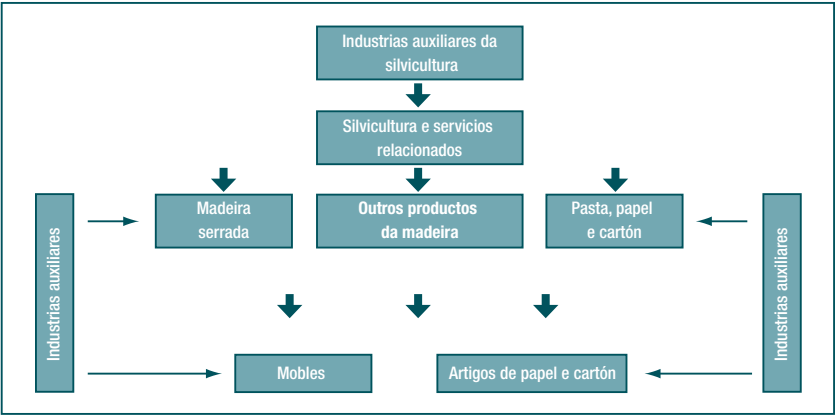 Industrias auxiliares da
silvicultura
Silvicultura e servicios
relacionados
Madeira
serrada
Outros productos
da madeira
Pasta, papel
e cartón
Industrias auxiliares
Industrias auxiliares
Mobles
Artigos de papel e cartón